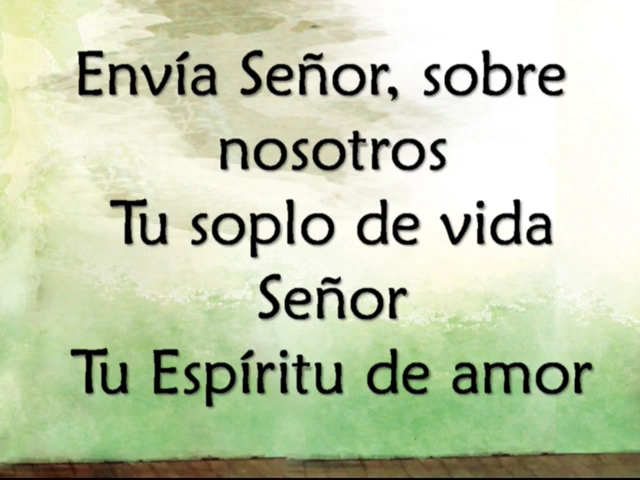 Envía Señor, sobre
nosotros
Tu soplo de vida
Señor
Tu Espíritu de amor